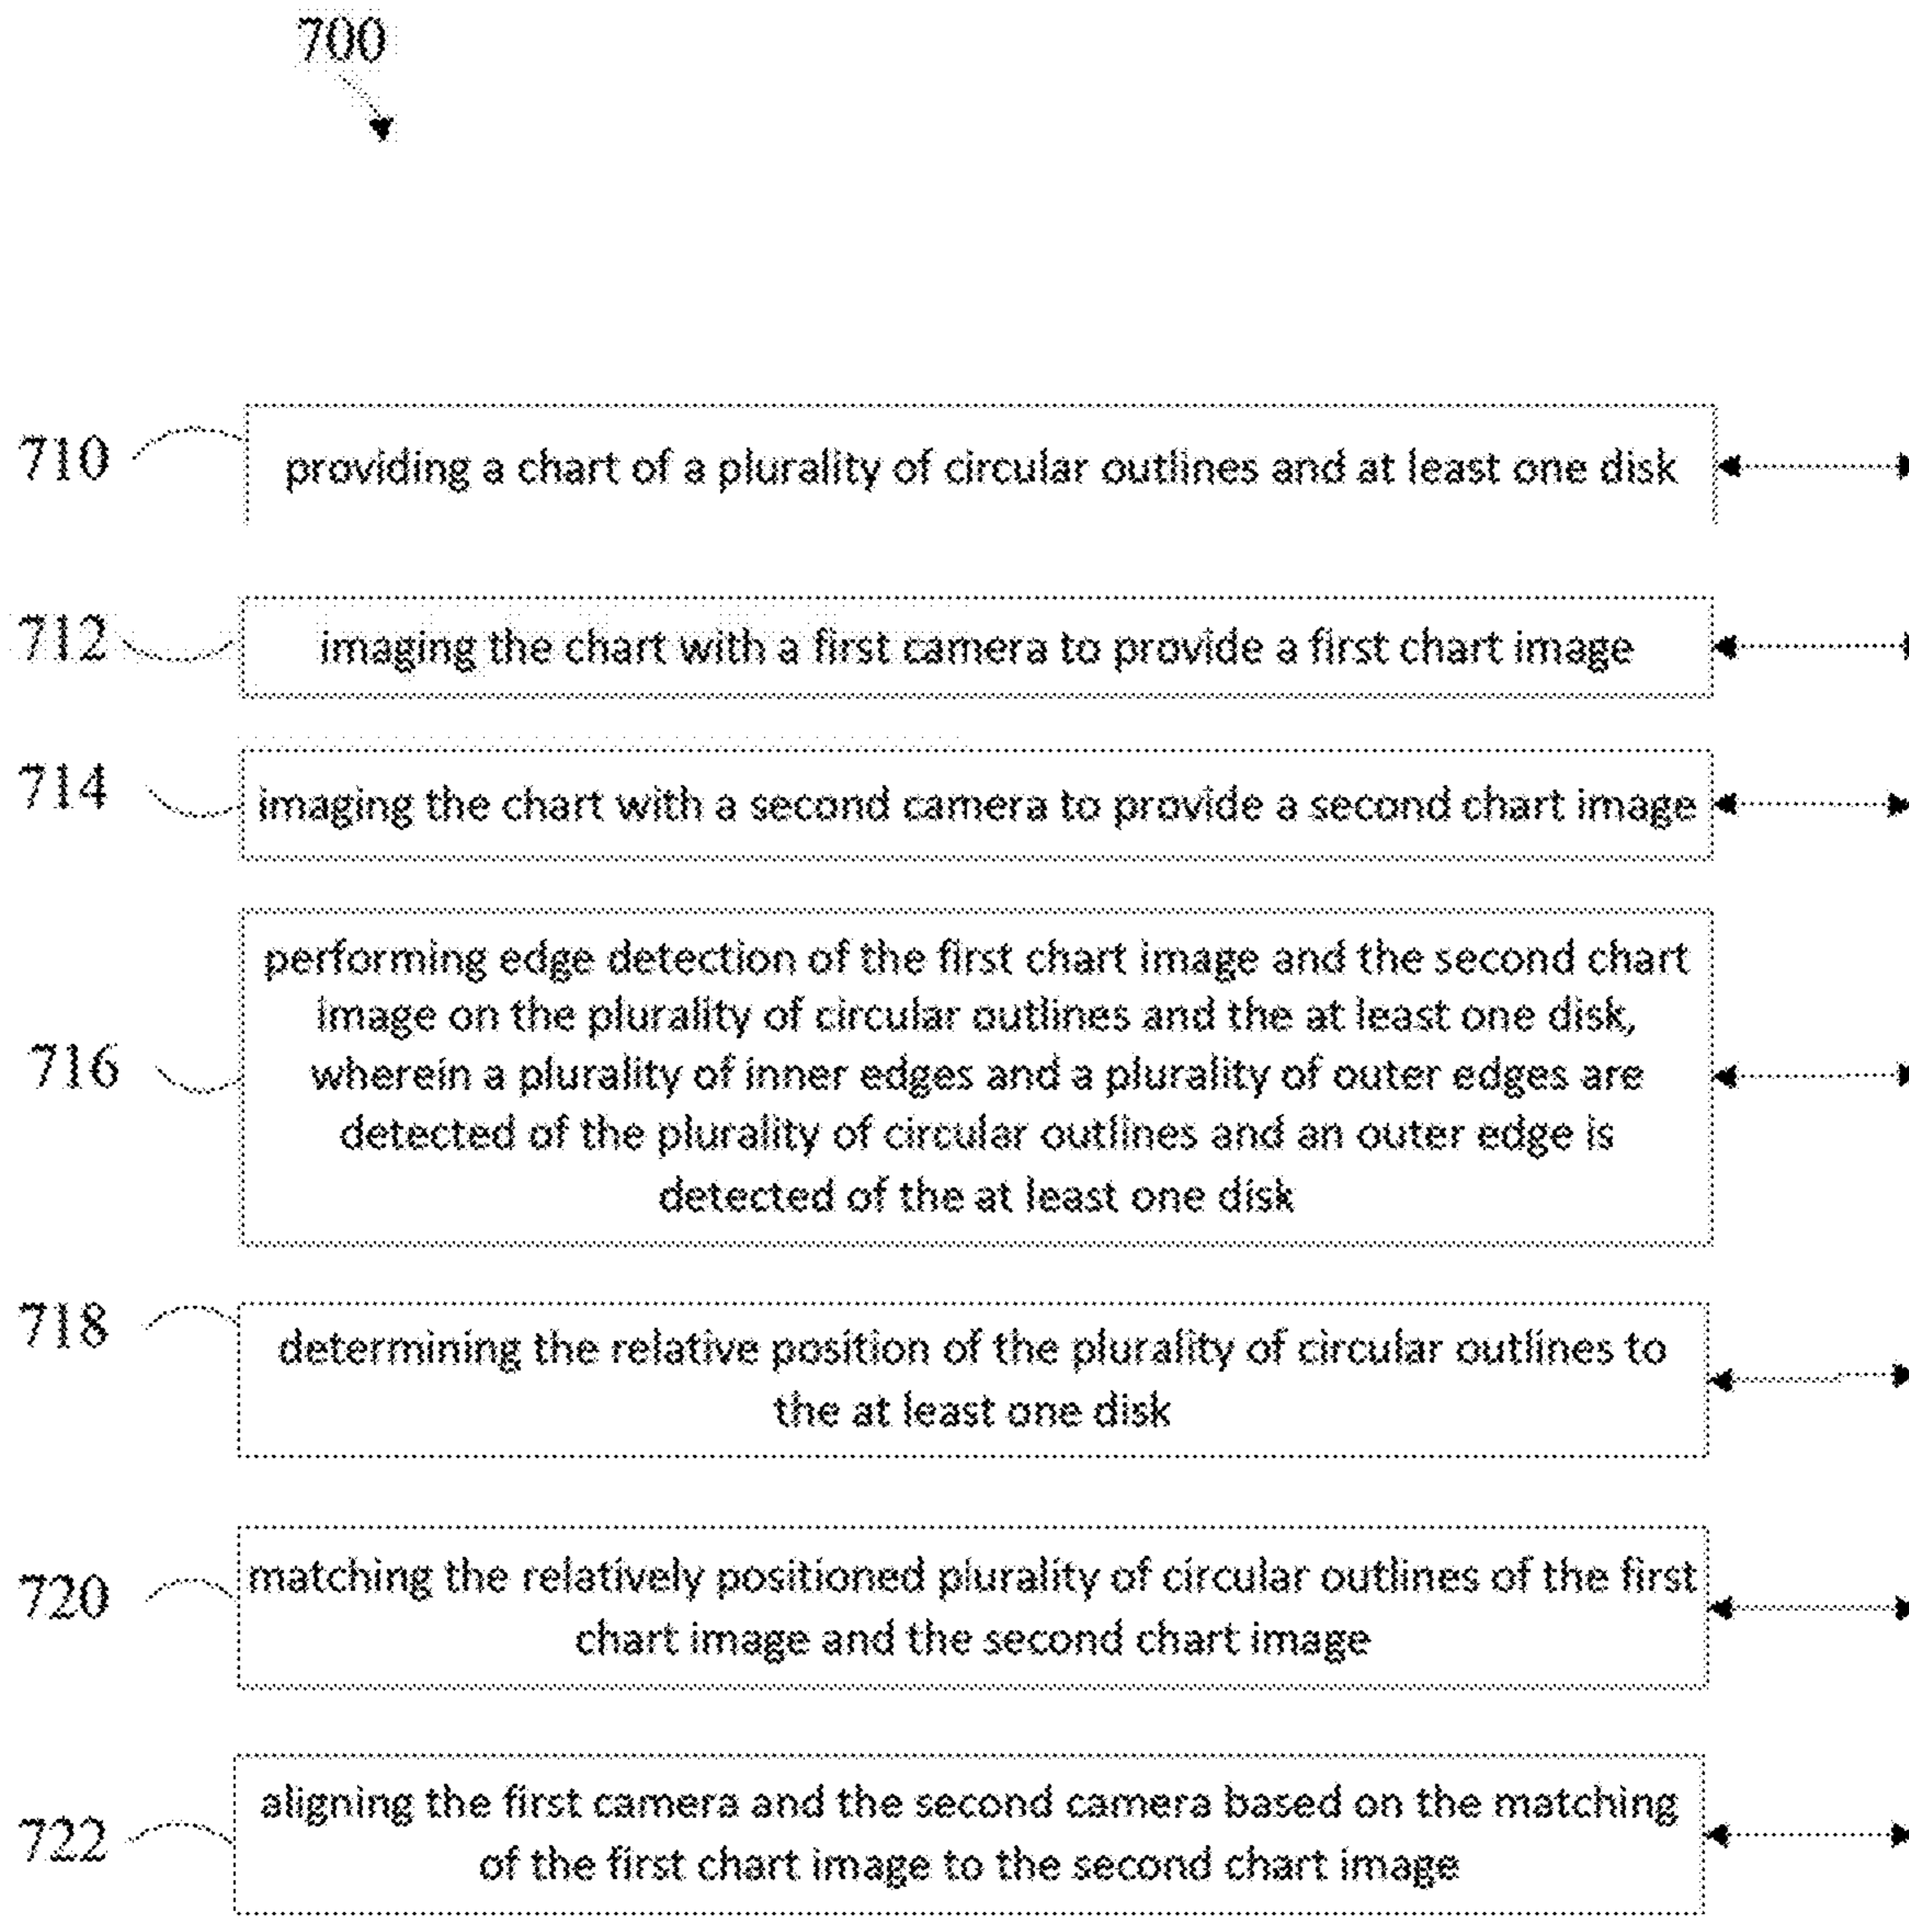 700
710
providing a chart of a plurality of circular outlines and at least one disk
712
imaging the chart with a first camera to provide a first chart image
714
imaging the chart with a second camera to provide a second chart image
performing edge detection of the first chart image and the second chart
image on the plurality of circular outlines and the at least one disk,
716
wherein a plurality of inner edges and a plurality of outer edges are
detected of the plurality of circular outlines and an outer edge is
detected of the at least one disk
718
determining the relative position of the plurality of circular outlines to
the at least one disk
720
matching the relatively positioned plurality of circular outlines of the first
chart image and the second chart image
722
aligning the first camera and the second camera based on the matching
of the first chart image to the second chart image